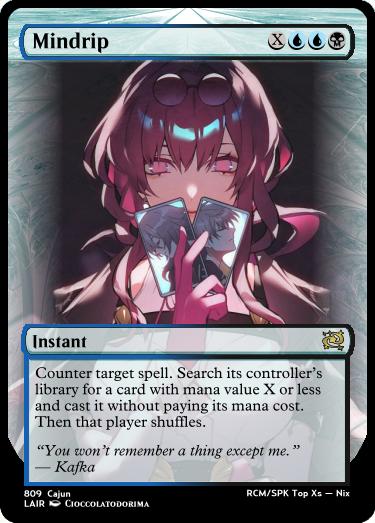 Mindrip
X
Instant
Counter target spell. Search its controller's
library for a card with mana value X or less
and cast it without paying its mana cost.
Then that player shuffles.
“You won't remember a thing except me.”
— Kafka
809 Cajun
RCM/SPK Top Xs — Nix
LAIR Cioccolatodorima